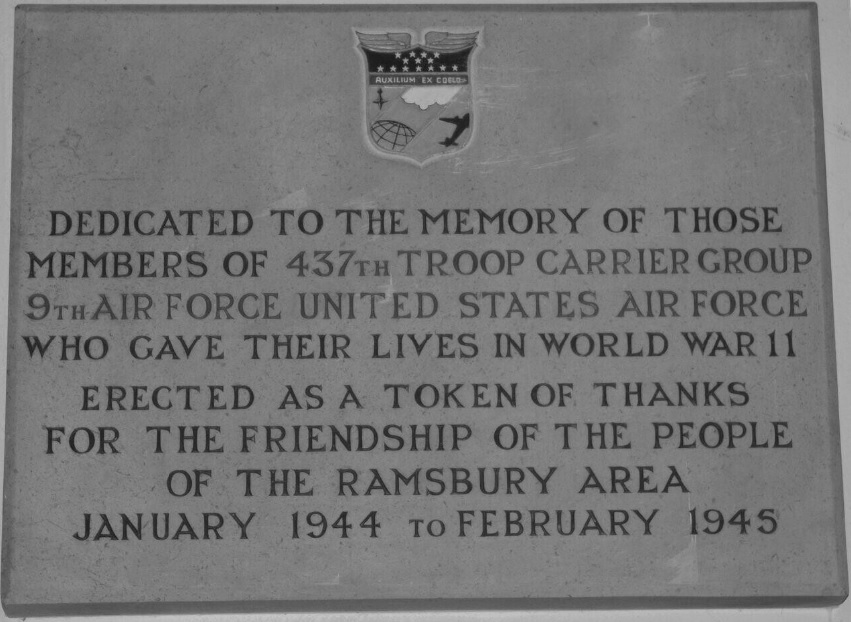 AUXILIUM EX COELO
DEDICATED TO THE MEMORY OF THOSE
MEMBERS OF 437TH TROOP CARRIER GROUP
9TH AIR FORCE UNITED STATES AIR FORCE
WHO GAVE THEIR LIVES IN WORLD WAR 11
ERECTED AS A TOKEN OF THANKS
FOR THE FRIENDSHIP OF THE PEOPLE
OF THE RAMSBURY AREA
JANUARY 1944 TO FEBRUARY 1945